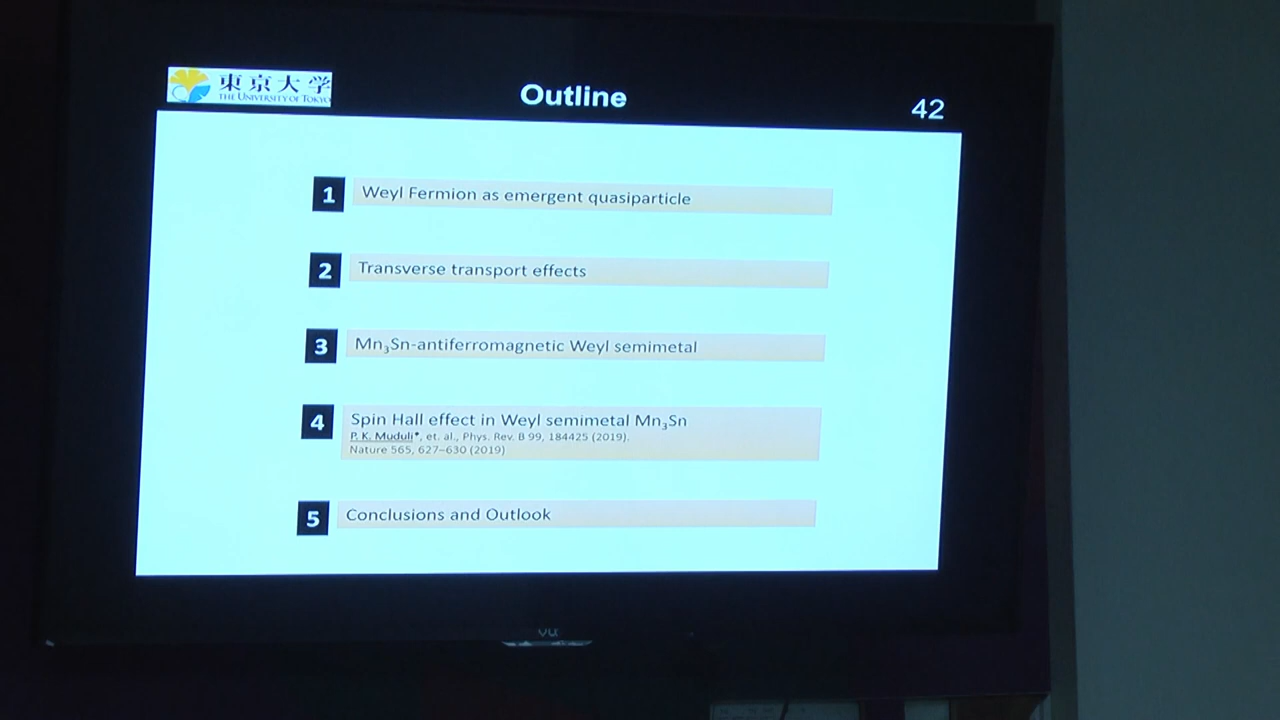 東京大学
THE UNIVERSITY OF TOKYO
Outline
42
1 Weyl Fermion as emergent quasiparticle
2 Transverse transport effects
3 Mn₃Sn-antiferromagnetic Weyl semimetal
4 Spin Hall effect in Weyl semimetal Mn₃Sn
P. K. Muduli*, et. al., Phys. Rev. B 99, 184425 (2019).
Nature 565, 627–630 (2019)
5 Conclusions and Outlook
VU